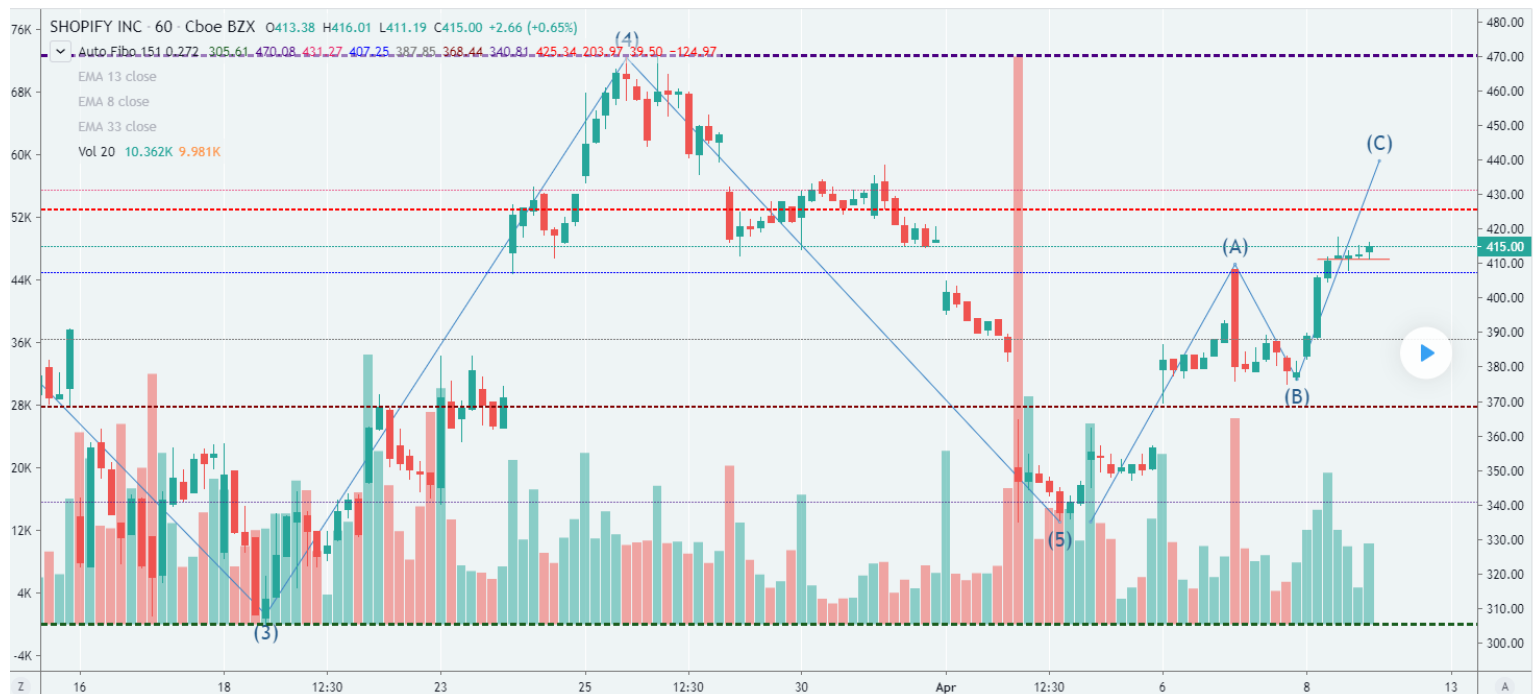 SHOPIFY INC · 60 · Cboe BZX O413.38 H416.01 L411.19 C415.00 +2.66 (+0.65%)
Auto Fibo 151 0.272 305.61 470.08 431.27 407.25 387.85 368.44 340.81 425.34 203.97 39.50 −124.97
EMA 13 close
EMA 8 close
EMA 33 close
Vol 20 10.362K 9.981K
76K
68K
60K
52K
44K
36K
28K
20K
12K
4K
-4K
(4)
(C)
(A)
(B)
(5)
(3)
480.00
470.00
460.00
450.00
440.00
430.00
420.00
415.00
410.00
400.00
390.00
380.00
370.00
360.00
350.00
340.00
330.00
320.00
310.00
300.00
Z 16 18 12:30 23 25 12:30 30 Apr 12:30 6 8 13 A